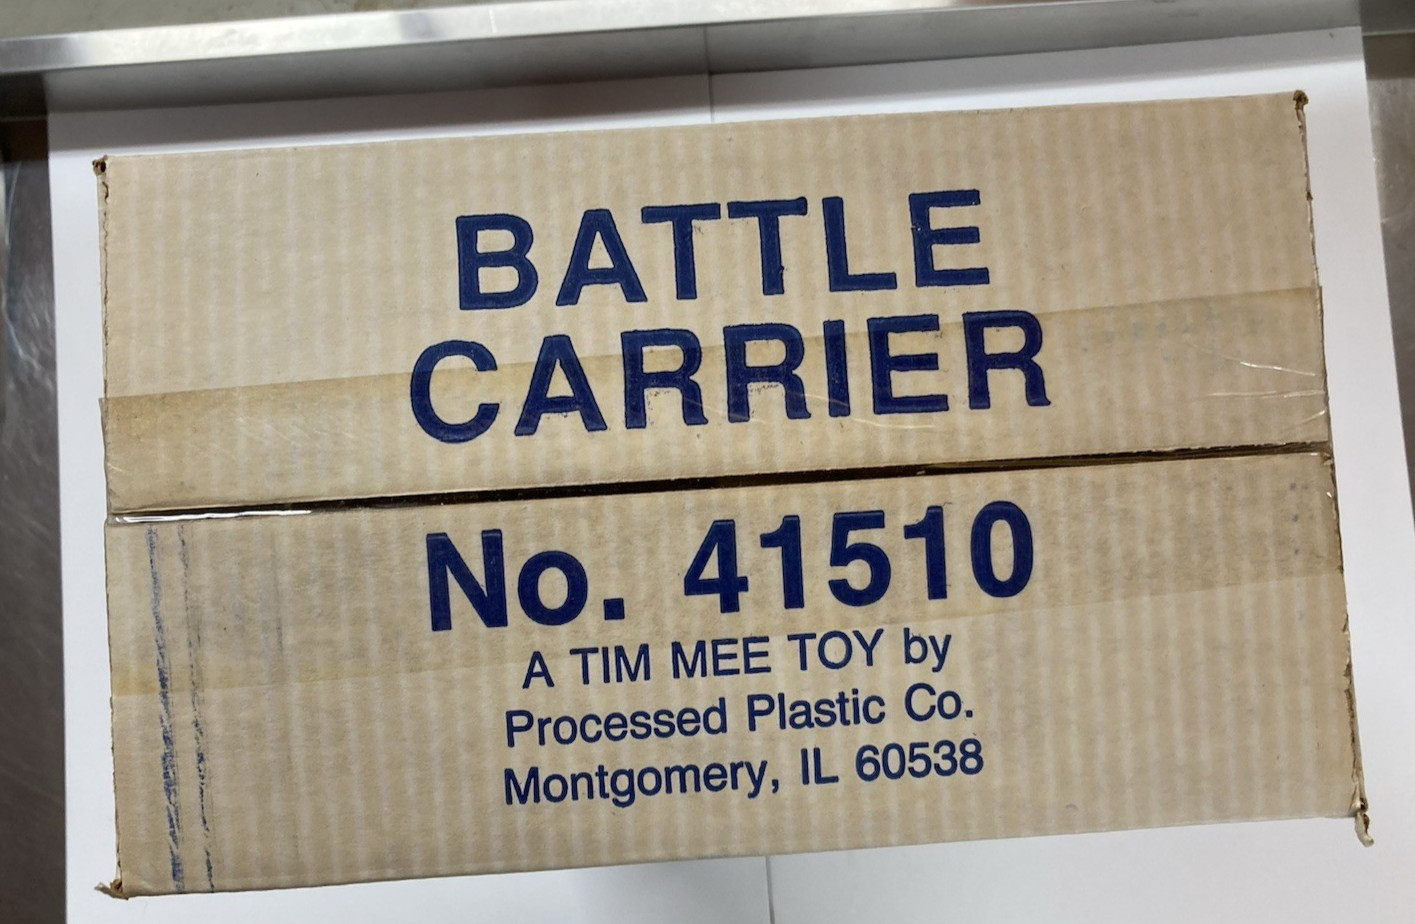 BATTLE
CARRIER
No. 41510
A TIM MEE TOY by
Processed Plastic Co.
Montgomery, IL 60538